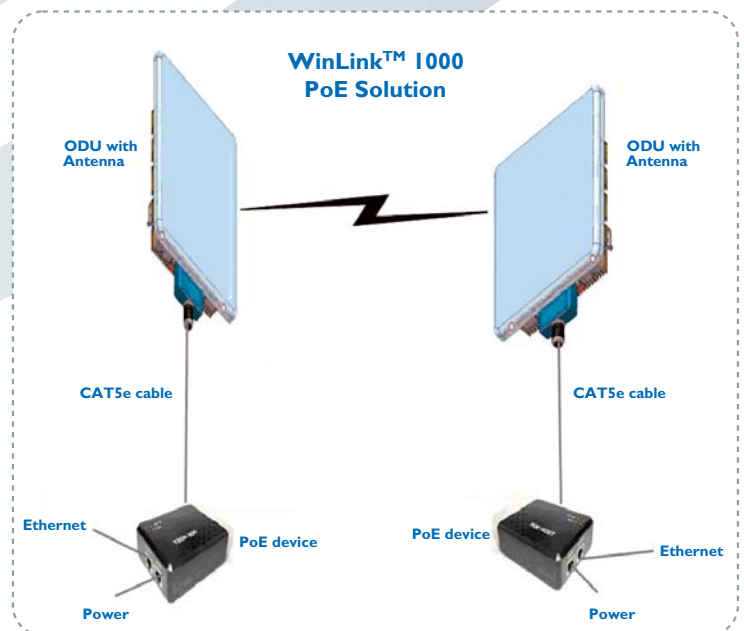 WinLink™ 1000
PoE Solution
ODU with
Antenna
ODU with
Antenna
CAT5e cable
CAT5e cable
Ethernet
PoE device
Power
PoE device
Ethernet
Power